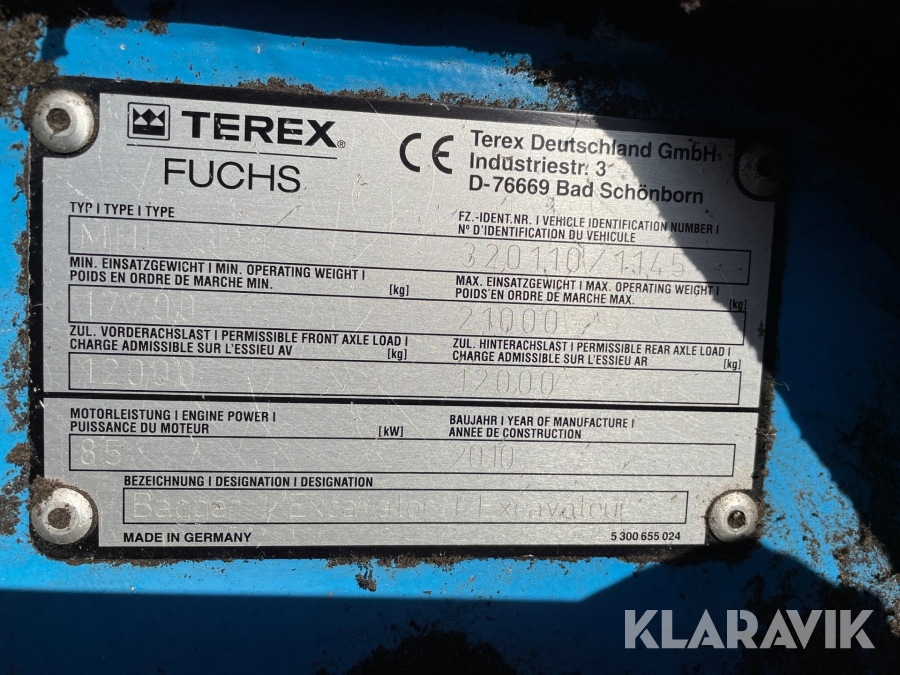 TEREX®
FUCHS
CE
Terex Deutschland GmbH
Industriestr. 3
D-76669 Bad Schönborn
TYP I TYPE I TYPE
FZ.-IDENT.NR. I VEHICLE IDENTIFICATION NUMBER I
N° D'IDENTIFICATION DU VEHICULE
320110/1145
MIN. EINSATZGEWICHT I MIN. OPERATING WEIGHT I
POIDS EN ORDRE DE MARCHE MIN. [kg]
17700
MAX. EINSATZGEWICHT I MAX. OPERATING WEIGHT I
POIDS EN ORDRE DE MARCHE MAX. [kg]
21000
ZUL. VORDERACHSLAST I PERMISSIBLE FRONT AXLE LOAD I
CHARGE ADMISSIBLE SUR L'ESSIEU AV [kg]
12000
ZUL. HINTERACHSLAST I PERMISSIBLE REAR AXLE LOAD I
CHARGE ADMISSIBLE SUR L'ESSIEU AR [kg]
12000
MOTORLEISTUNG I ENGINE POWER I
PUISSANCE DU MOTEUR [kW]
85
BAUJAHR I YEAR OF MANUFACTURE I
ANNEE DE CONSTRUCTION
2010
BEZEICHNUNG I DESIGNATION I DESIGNATION
Bagger / Excavator / Excavateur
MADE IN GERMANY
5 300 655 024
KLARAVIK